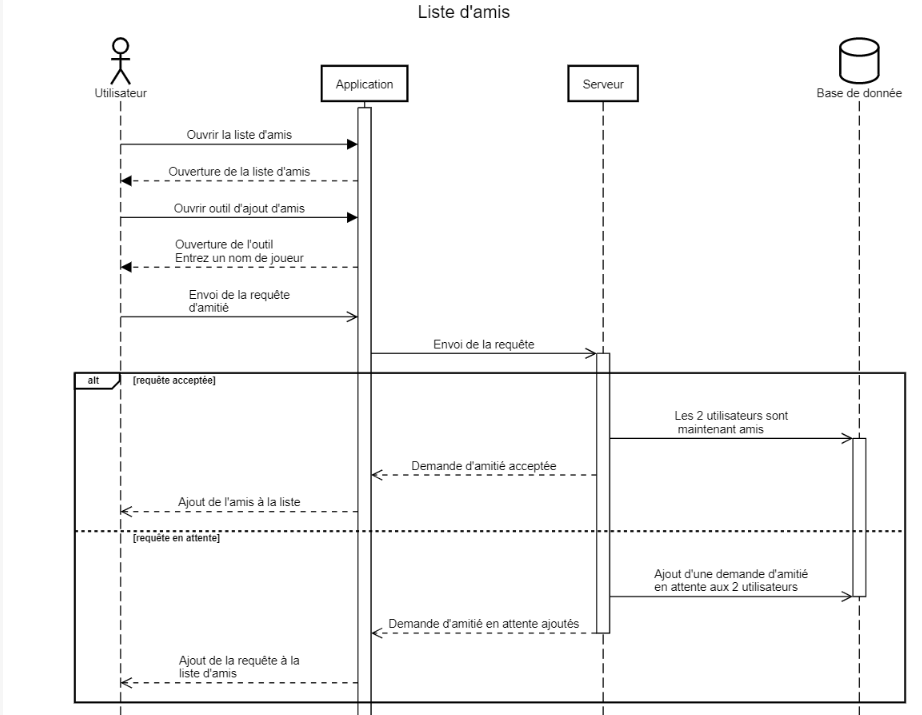 Liste d'amis
Utilisateur
Application
Serveur
Base de donnée
Ouvrir la liste d'amis
Ouverture de la liste d'amis
Ouvrir outil d'ajout d'amis
Ouverture de l'outil
Entrez un nom de joueur
Envoi de la requête
d'amitié
Envoi de la requête
alt
[requête acceptée]
Les 2 utilisateurs sont
maintenant amis
Demande d'amitié acceptée
Ajout de l'amis à la liste
[requête en attente]
Ajout d'une demande d'amitié
en attente aux 2 utilisateurs
Demande d'amitié en attente ajoutés
Ajout de la requête à la
liste d'amis